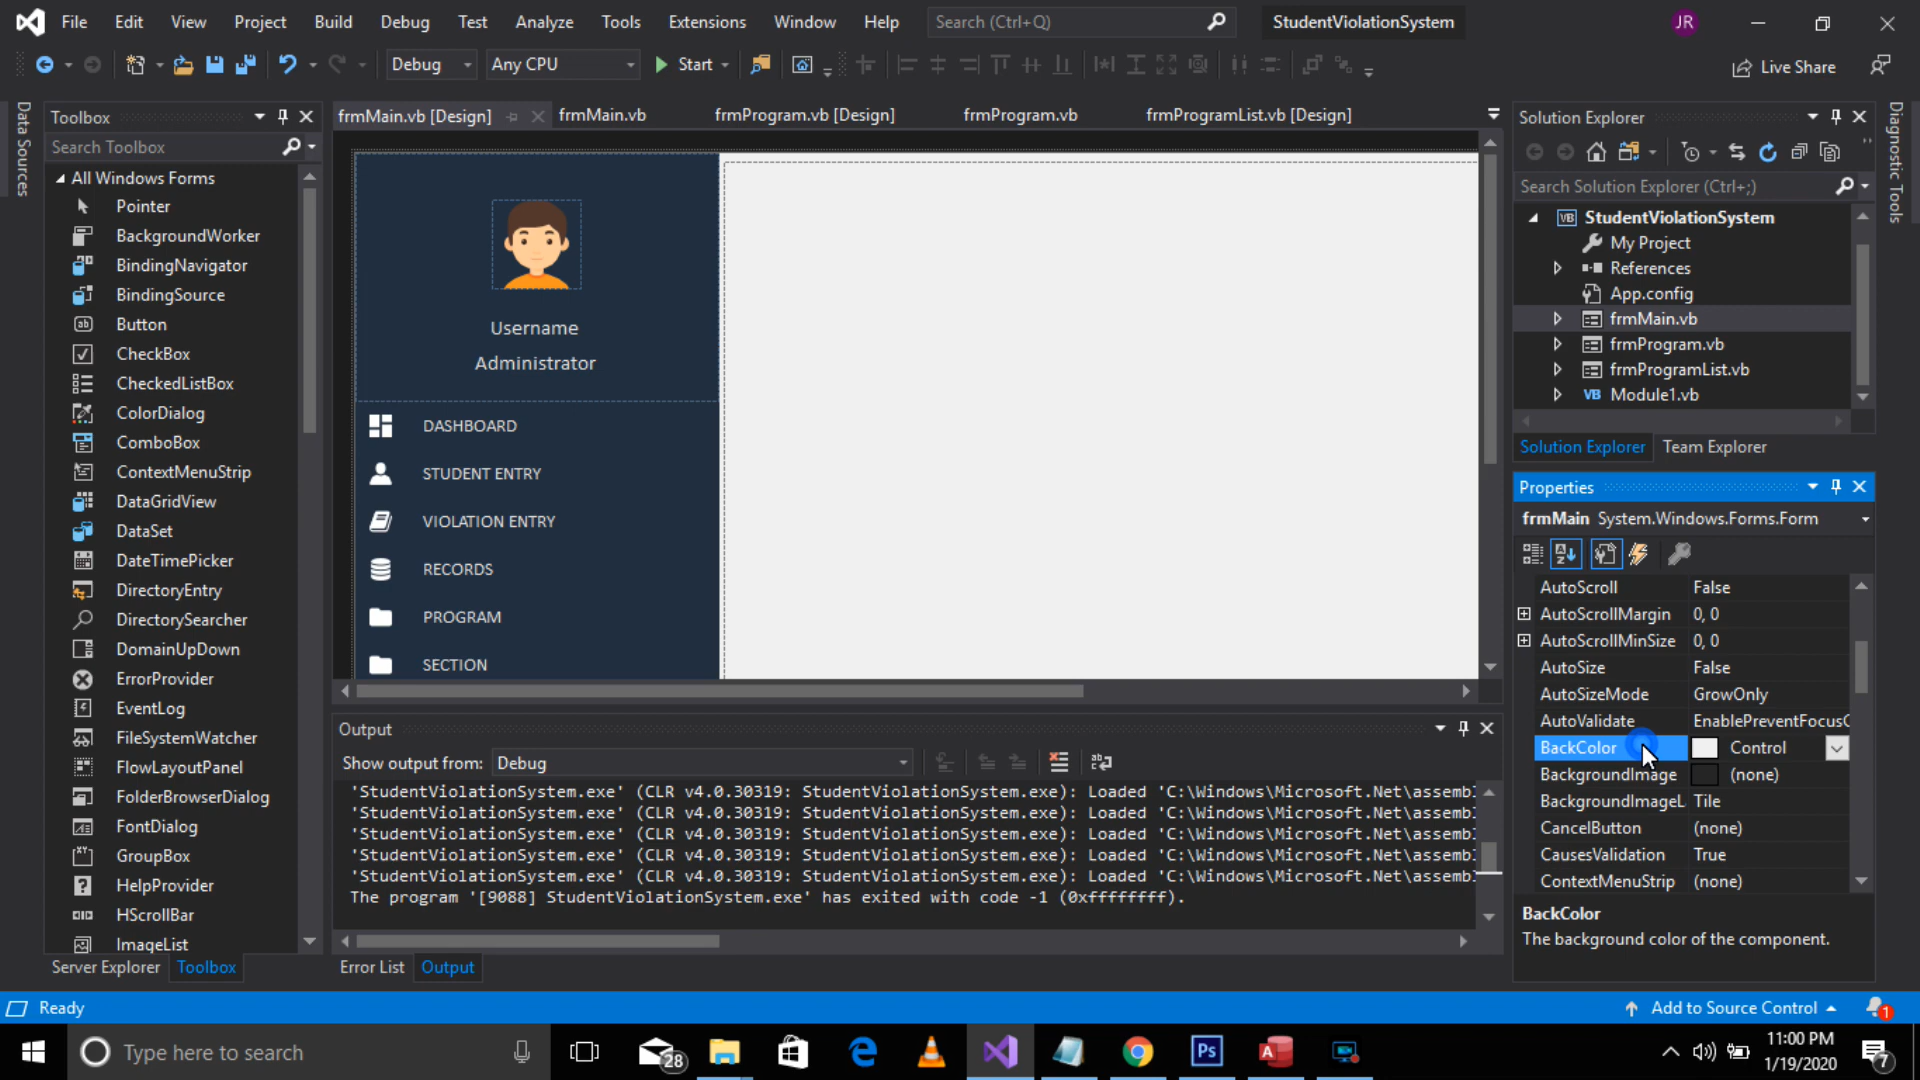 File Edit View Project Build Debug Test Analyze Tools Extensions Window Help Search (Ctrl+Q) StudentViolationSystem JR
Debug Any CPU Start Live Share
Data Sources
Toolbox
Search Toolbox
All Windows Forms
Pointer
BackgroundWorker
BindingNavigator
BindingSource
Button
CheckBox
CheckedListBox
ColorDialog
ComboBox
ContextMenuStrip
DataGridView
DataSet
DateTimePicker
DirectoryEntry
DirectorySearcher
DomainUpDown
ErrorProvider
EventLog
FileSystemWatcher
FlowLayoutPanel
FolderBrowserDialog
FontDialog
GroupBox
HelpProvider
HScrollBar
ImageList
Server Explorer Toolbox
frmMain.vb [Design] frmMain.vb frmProgram.vb [Design] frmProgram.vb frmProgramList.vb [Design]
Username
Administrator
DASHBOARD
STUDENT ENTRY
VIOLATION ENTRY
RECORDS
PROGRAM
SECTION
Output
Show output from: Debug
'StudentViolationSystem.exe' (CLR v4.0.30319: StudentViolationSystem.exe): Loaded 'C:\Windows\Microsoft.Net\assembl
'StudentViolationSystem.exe' (CLR v4.0.30319: StudentViolationSystem.exe): Loaded 'C:\Windows\Microsoft.Net\assembl
'StudentViolationSystem.exe' (CLR v4.0.30319: StudentViolationSystem.exe): Loaded 'C:\Windows\Microsoft.Net\assembl
'StudentViolationSystem.exe' (CLR v4.0.30319: StudentViolationSystem.exe): Loaded 'C:\Windows\Microsoft.Net\assembl
'StudentViolationSystem.exe' (CLR v4.0.30319: StudentViolationSystem.exe): Loaded 'C:\Windows\Microsoft.Net\assembl
The program '[9088] StudentViolationSystem.exe' has exited with code -1 (0xffffffff).
Error List Output
Solution Explorer
Search Solution Explorer (Ctrl+;)
VB StudentViolationSystem
My Project
References
App.config
frmMain.vb
frmProgram.vb
frmProgramList.vb
VB Module1.vb
Solution Explorer Team Explorer
Diagnostic Tools
Properties
frmMain System.Windows.Forms.Form
AutoScroll False
AutoScrollMargin 0, 0
AutoScrollMinSize 0, 0
AutoSize False
AutoSizeMode GrowOnly
AutoValidate EnablePreventFocusC
BackColor Control
BackgroundImage (none)
BackgroundImageL Tile
CancelButton (none)
CausesValidation True
ContextMenuStrip (none)
BackColor
The background color of the component.
Ready Add to Source Control 1
Type here to search 28 Ps A 11:00 PM
1/19/2020 7